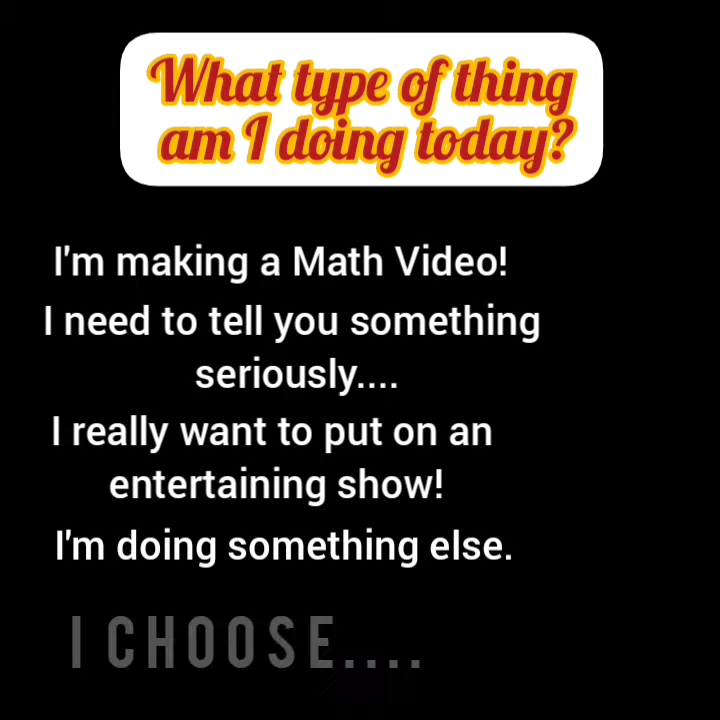 What type of thing
am I doing today?
I'm making a Math Video!
I need to tell you something
seriously....
I really want to put on an
entertaining show!
I'm doing something else.
I CHOOSE....